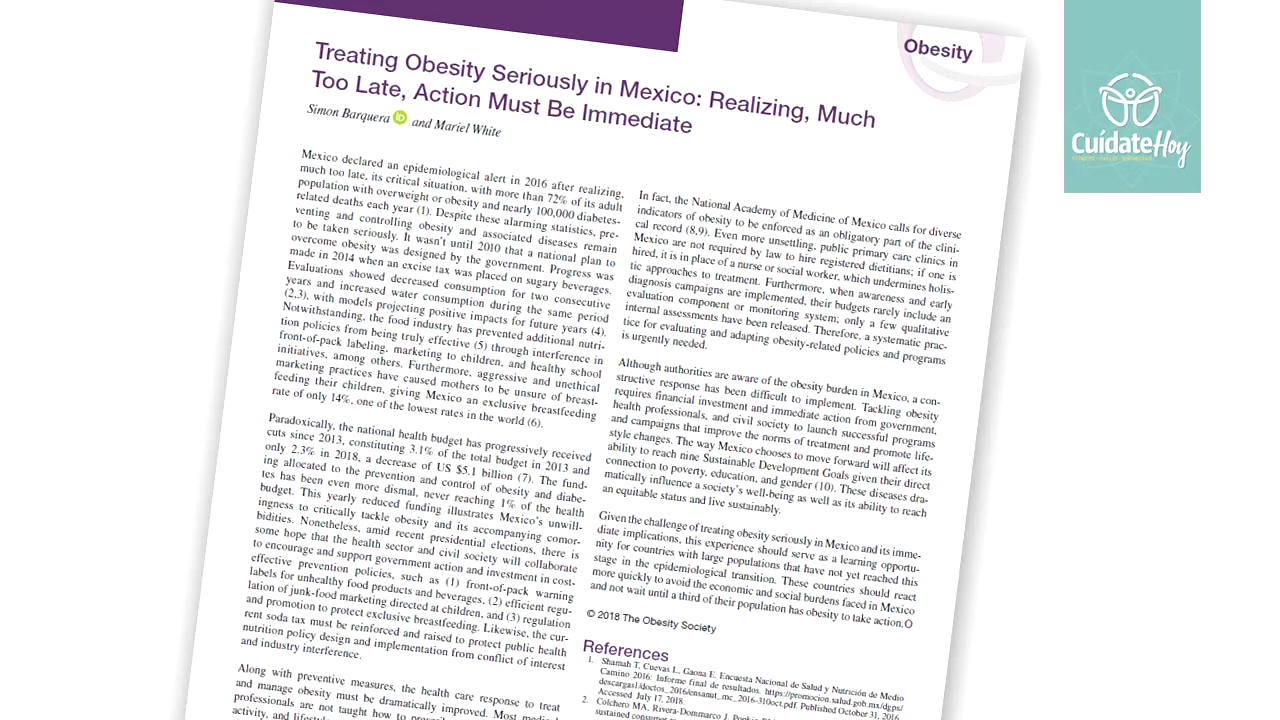 Obesity
Treating Obesity Seriously in Mexico: Realizing, Much
Too Late, Action Must Be Immediate
Simon Barquera iD and Mariel White
Mexico declared an epidemiological alert in 2016 after realizing,
much too late, its critical situation, with more than 72% of its adult
population with overweight or obesity and nearly 100,000 diabetes-
related deaths each year (1). Despite these alarming statistics, pre-
venting and controlling obesity and associated diseases remain
to be taken seriously. It wasn't until 2010 that a national plan to
overcome obesity was designed by the government. Progress was
made in 2014 when an excise tax was placed on sugary beverages.
Evaluations showed decreased consumption for two consecutive
years and increased water consumption during the same period
(2,3), with models projecting positive impacts for future years (4).
Notwithstanding, the food industry has prevented additional nutri-
tion policies from being truly effective (5) through interference in
front-of-pack labeling, marketing to children, and healthy school
initiatives, among others. Furthermore, aggressive and unethical
marketing practices have caused mothers to be unsure of breast-
feeding their children, giving Mexico an exclusive breastfeeding
rate of only 14%, one of the lowest rates in the world (6).
Paradoxically, the national health budget has progressively received
cuts since 2013, constituting 3.1% of the total budget in 2013 and
only 2.3% in 2018, a decrease of US $5.1 billion (7). The fund-
ing allocated to the prevention and control of obesity and diabe-
tes has been even more dismal, never reaching 1% of the health
budget. This yearly reduced funding illustrates Mexico's unwill-
ingness to critically tackle obesity and its accompanying comor-
bidities. Nonetheless, amid recent presidential elections, there is
some hope that the health sector and civil society will collaborate
to encourage and support government action and investment in cost-
effective prevention policies, such as (1) front-of-pack warning
labels for unhealthy food products and beverages, (2) efficient regu-
lation of junk-food marketing directed at children, and (3) regulation
and promotion to protect exclusive breastfeeding. Likewise, the cur-
rent soda tax must be reinforced and raised to protect public health
nutrition policy design and implementation from conflict of interest
and industry interference.
Along with preventive measures, the health care response to treat
and manage obesity must be dramatically improved. Most
professionals are not taught how to
activity, and
In fact, the National Academy of Medicine of Mexico calls for diverse
indicators of obesity to be enforced as an obligatory part of the clini-
cal record (8,9). Even more unsettling, public primary care clinics in
Mexico are not required by law to hire registered dietitians; if one is
hired, it is in place of a nurse or social worker, which undermines holis-
tic approaches to treatment. Furthermore, when awareness and early
diagnosis campaigns are implemented, their budgets rarely include an
evaluation component or monitoring system; only a few qualitative
internal assessments have been released. Therefore, a systematic prac-
tice for evaluating and adapting obesity-related policies and programs
is urgently needed.
Although authorities are aware of the obesity burden in Mexico, a con-
structive response has been difficult to implement. Tackling obesity
requires financial investment and immediate action from government,
health professionals, and civil society to launch successful programs
and campaigns that improve the norms of treatment and promote life-
style changes. The way Mexico chooses to move forward will affect its
ability to reach nine Sustainable Development Goals given their direct
connection to poverty, education, and gender (10). These diseases dra-
matically influence a society's well-being as well as its ability to reach
an equitable status and live sustainably.
Given the challenge of treating obesity seriously in Mexico and its imme-
diate implications, this experience should serve as a learning opportu-
nity for countries with large populations that have not yet reached this
stage in the epidemiological transition. These countries should react
more quickly to avoid the economic and social burdens faced in Mexico
and not wait until a third of their population has obesity to take action.O
© 2018 The Obesity Society
References
1. Shamah T, Cuevas L, Gaona E. Encuesta Nacional de Salud y Nutrición de Medio
Camino 2016: Informe final de resultados. https://promocion.salud.gob.mx/dgps/
descargas1/doctos_2016/ensanut_mc_2016-310oct.pdf. Published October 31, 2016.
Accessed July 17, 2018.
2. Colchero MA, Rivera-Dommarco J,
sustained
CuídateHoy